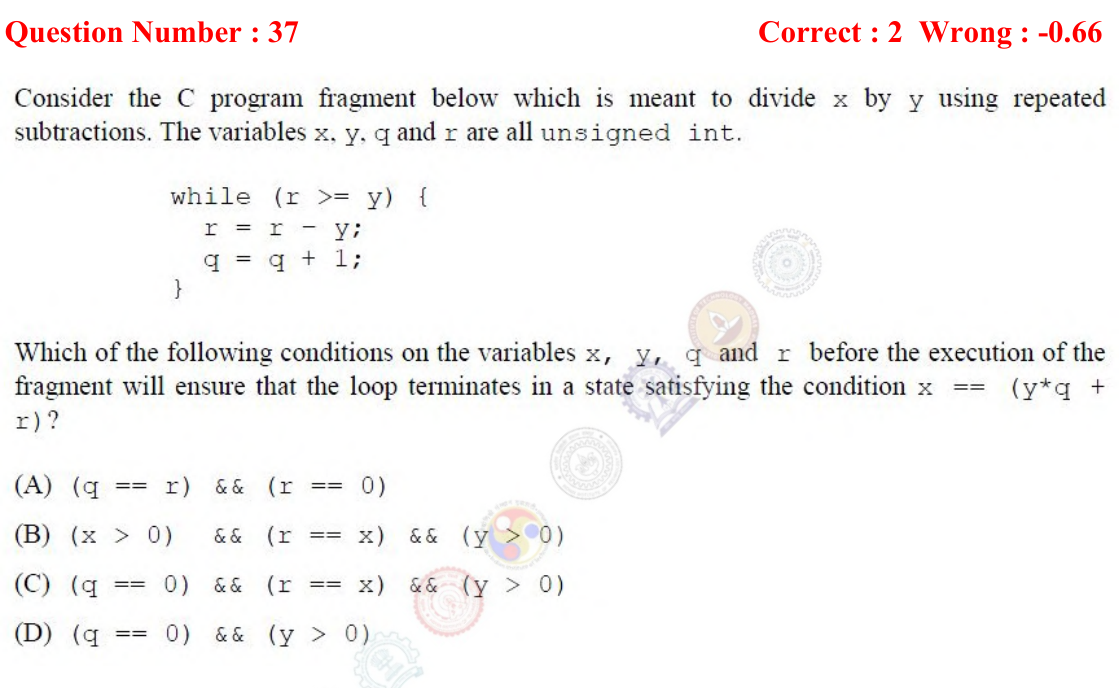 Question Number : 37 Correct : 2 Wrong : -0.66
Consider the C program fragment below which is meant to divide x by y using repeated
subtractions. The variables x, y, q and r are all unsigned int.
while (r >= y) {
r = r - y;
q = q + 1;
}
Which of the following conditions on the variables x, y, q and r before the execution of the
fragment will ensure that the loop terminates in a state satisfying the condition x == (y*q +
r)?
(A) (q == r) && (r == 0)
(B) (x > 0) && (r == x) && (y > 0)
(C) (q == 0) && (r == x) && (y > 0)
(D) (q == 0) && (y > 0)